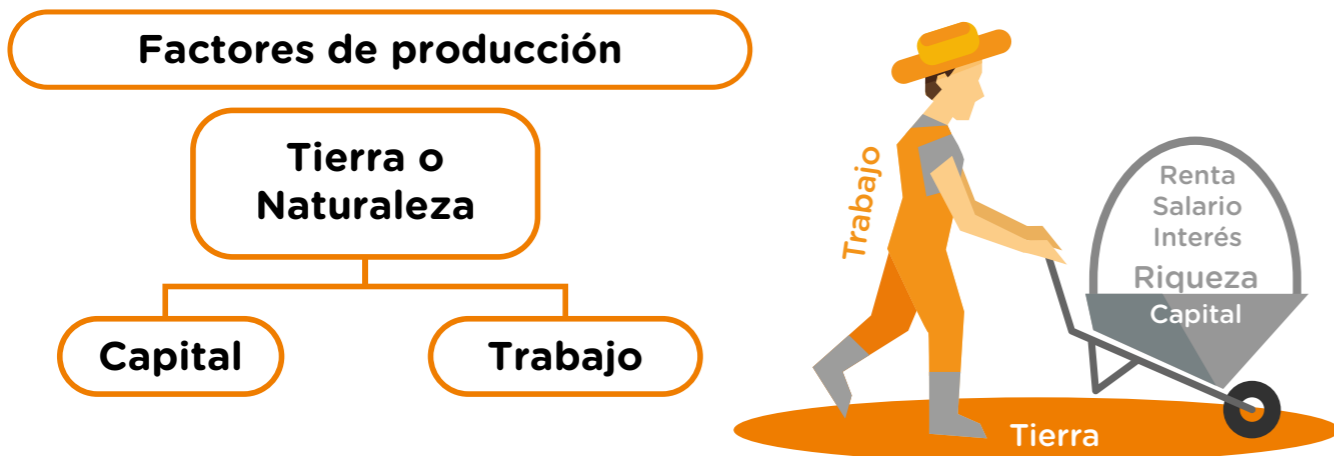 Factores de producción
Tierra o
Naturaleza
Capital
Trabajo
Trabajo
Renta
Salario
Interés
Riqueza
Capital
Tierra